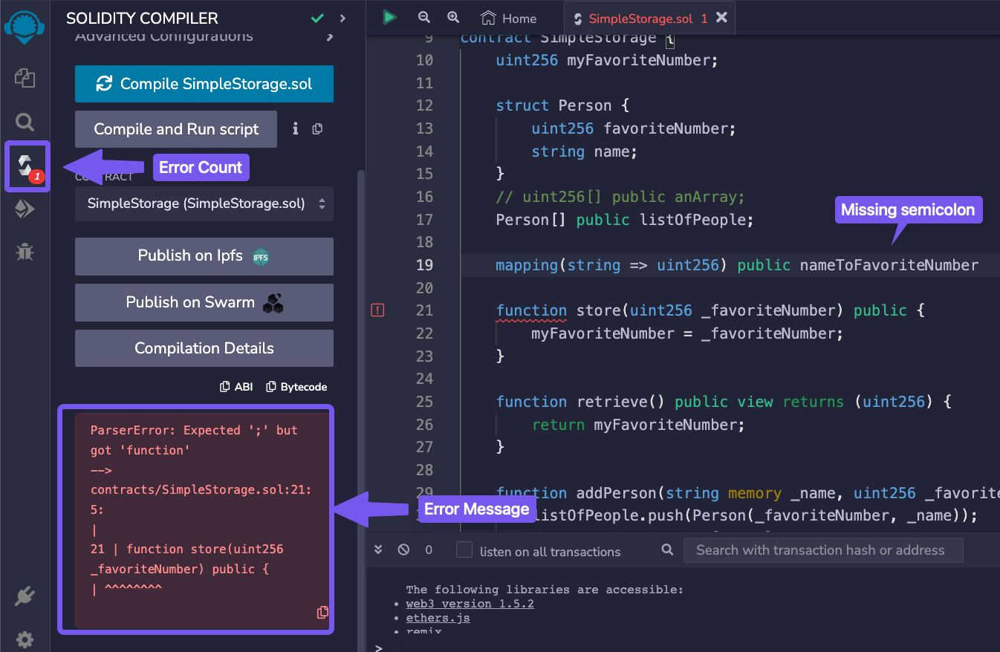 SOLIDITY COMPILER
Advanced Configurations
Compile SimpleStorage.sol
Compile and Run script
i
1
Error Count
CONTRACT
SimpleStorage (SimpleStorage.sol)
Publish on Ipfs
IPFS
Publish on Swarm
Compilation Details
ABI
Bytecode
ParserError: Expected ';' but
got 'function'
-->
contracts/SimpleStorage.sol:21:
5:
|
21 | function store(uint256
_favoriteNumber) public {
| ^^^^^^^^
Error Message
Home
SimpleStorage.sol 1
9 contract SimpleStorage {
10 uint256 myFavoriteNumber;
11
12 struct Person {
13 uint256 favoriteNumber;
14 string name;
15 }
16 // uint256[] public anArray;
17 Person[] public listOfPeople;
Missing semicolon
18
19 mapping(string => uint256) public nameToFavoriteNumber
20
21 function store(uint256 _favoriteNumber) public {
22 myFavoriteNumber = _favoriteNumber;
23 }
24
25 function retrieve() public view returns (uint256) {
26 return myFavoriteNumber;
27 }
28
29 function addPerson(string memory _name, uint256 _favorite
listOfPeople.push(Person(_favoriteNumber, _name));
0
listen on all transactions
Search with transaction hash or address
The following libraries are accessible:
• web3 version 1.5.2
• ethers.js
• remix
>